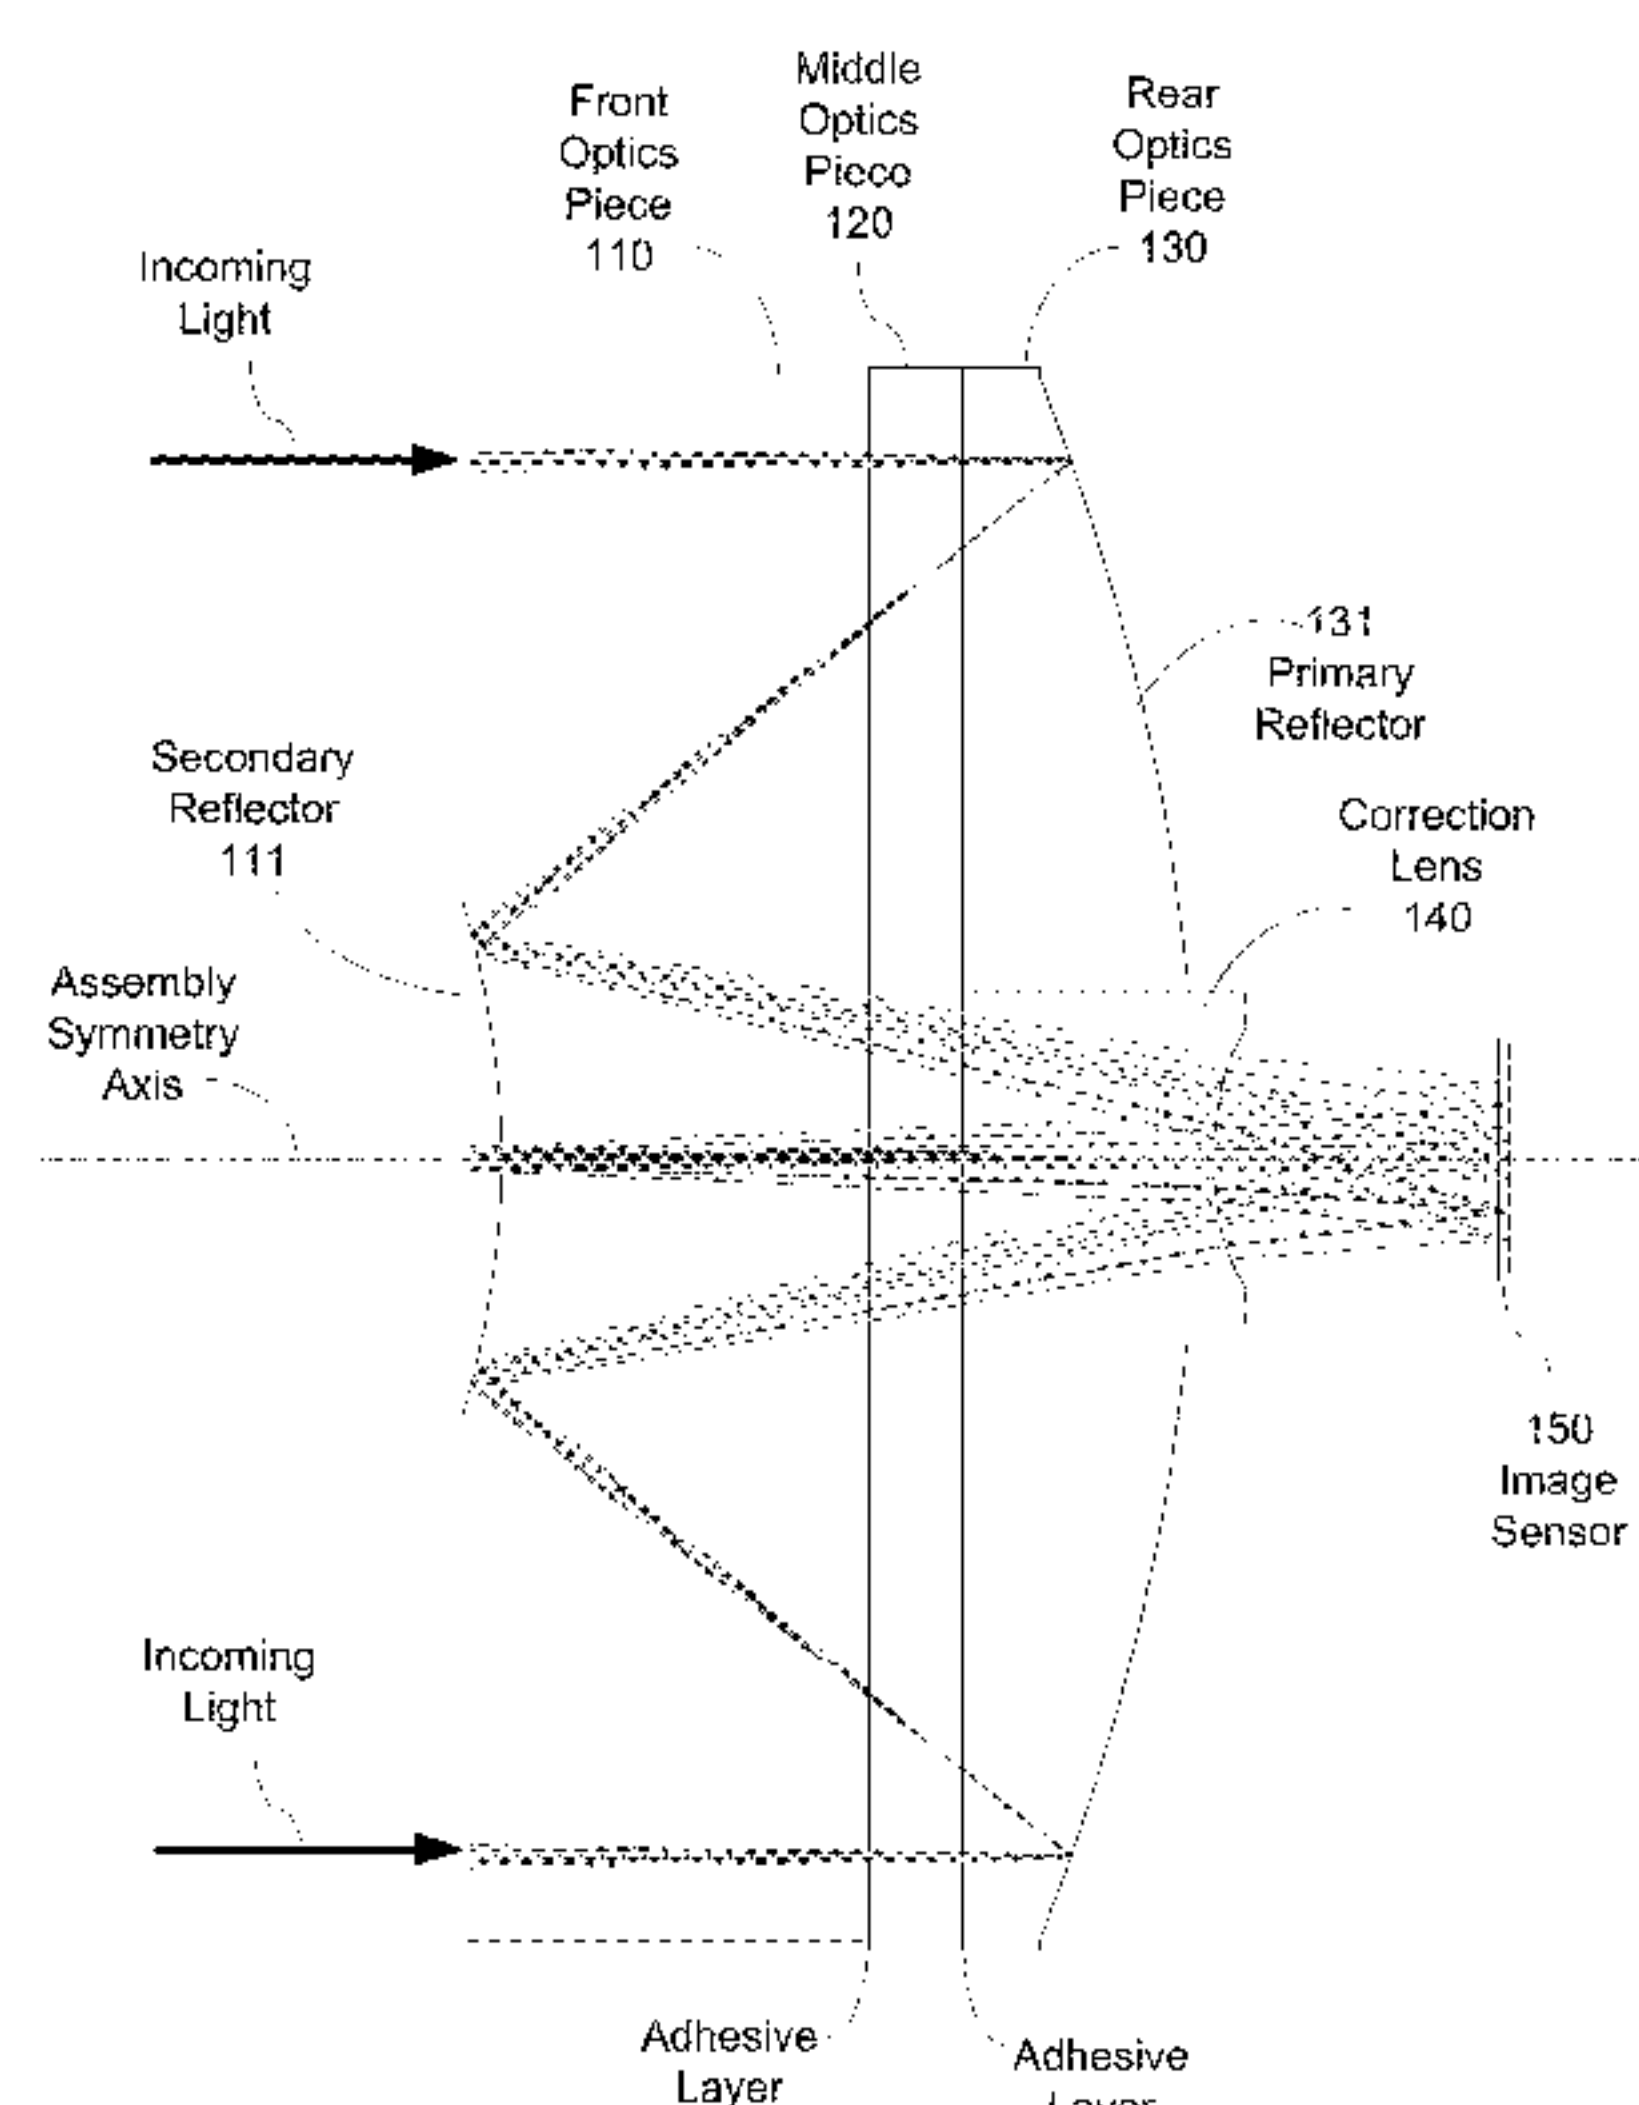 Middle
Optics
Piece
120
Front
Optics
Piece
110
Rear
Optics
Piece
130
Incoming
Light
131
Primary
Reflector
Secondary
Reflector
111
Correction
Lens
140
Assembly
Symmetry
Axis
150
Image
Sensor
Incoming
Light
Adhesive
Layer
Adhesive
Layer